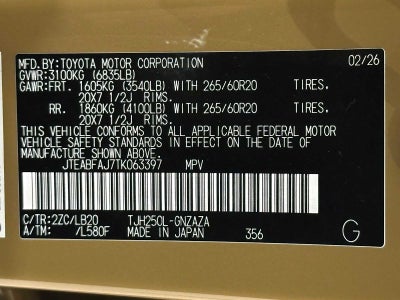 MFD.BY:TOYOTA MOTOR CORPORATION 02/26
GVWR:3100KG (6835LB)
GAWR:FRT. 1605KG (3540LB) WITH 265/60R20 TIRES.
20X7 1/2J RIMS.
RR. 1860KG (4100LB) WITH 265/60R20 TIRES.
20X7 1/2J RIMS.
THIS VEHICLE CONFORMS TO ALL APPLICABLE FEDERAL MOTOR
VEHICLE SAFETY STANDARDS IN EFFECT ON THE DATE OF
MANUFACTURE SHOWN ABOVE.
JTEABFAJ7TK063397 MPV
C/TR:2ZC/LB20 TJH250L-GNZAZA
A/TM: /L580F MADE IN JAPAN 356 G